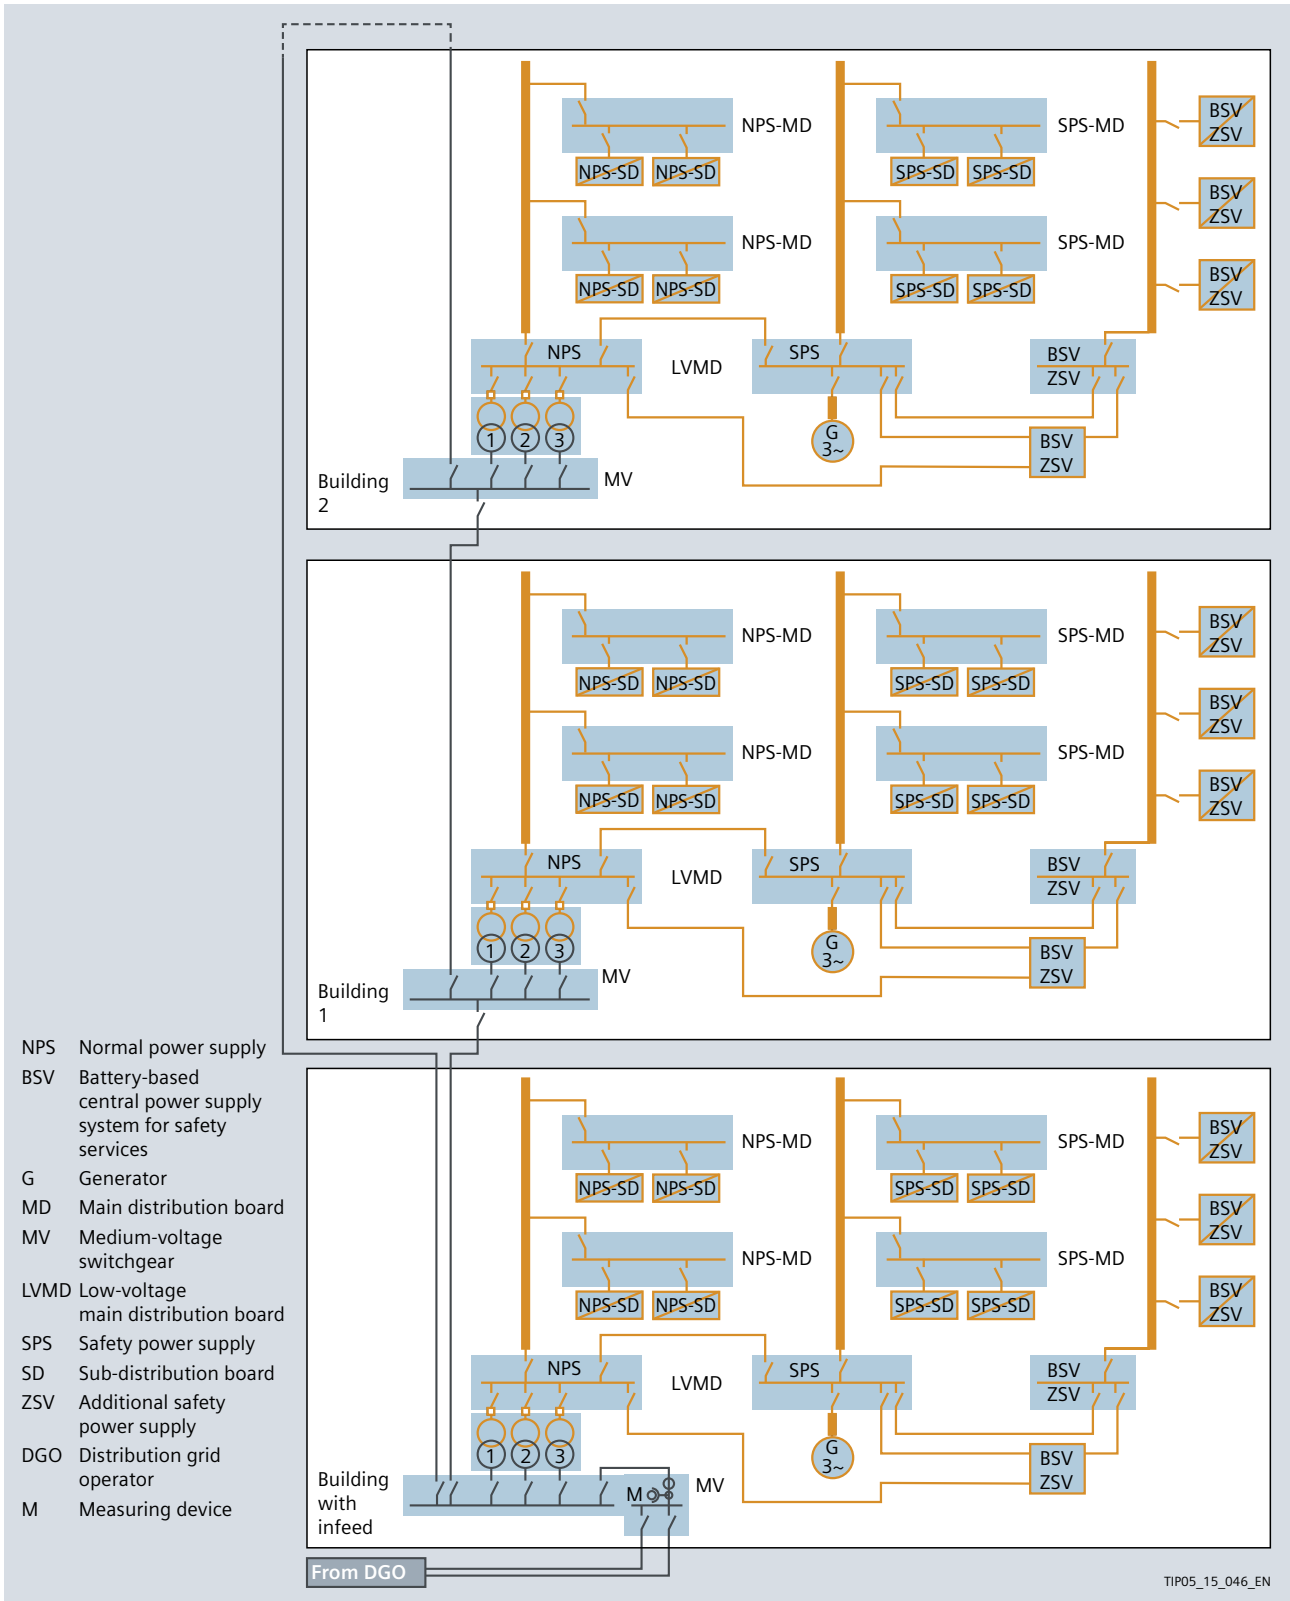 BSV
ZSV
NPS-MD
SPS-MD
NPS-SD
NPS-SD
SPS-SD
SPS-SD
BSV
ZSV
NPS-MD
SPS-MD
NPS-SD
NPS-SD
SPS-SD
SPS-SD
BSV
ZSV
NPS
LVMD
SPS
BSV
ZSV
1
2
3
G
3~
BSV
ZSV
MV
Building
2
BSV
ZSV
NPS-MD
SPS-MD
NPS-SD
NPS-SD
SPS-SD
SPS-SD
BSV
ZSV
NPS-MD
SPS-MD
NPS-SD
NPS-SD
SPS-SD
SPS-SD
BSV
ZSV
NPS
LVMD
SPS
BSV
ZSV
1
2
3
G
3~
BSV
ZSV
MV
Building
1
BSV
ZSV
NPS-MD
SPS-MD
NPS-SD
NPS-SD
SPS-SD
SPS-SD
BSV
ZSV
NPS-MD
SPS-MD
NPS-SD
NPS-SD
SPS-SD
SPS-SD
BSV
ZSV
NPS
LVMD
SPS
BSV
ZSV
1
2
3
G
3~
BSV
ZSV
M
MV
Building
with
infeed
From DGO
NPS Normal power supply
BSV Battery-based
central power supply
system for safety
services
G Generator
MD Main distribution board
MV Medium-voltage
switchgear
LVMD Low-voltage
main distribution board
SPS Safety power supply
SD Sub-distribution board
ZSV Additional safety
power supply
DGO Distribution grid
operator
M Measuring device
TIP05_15_046_EN